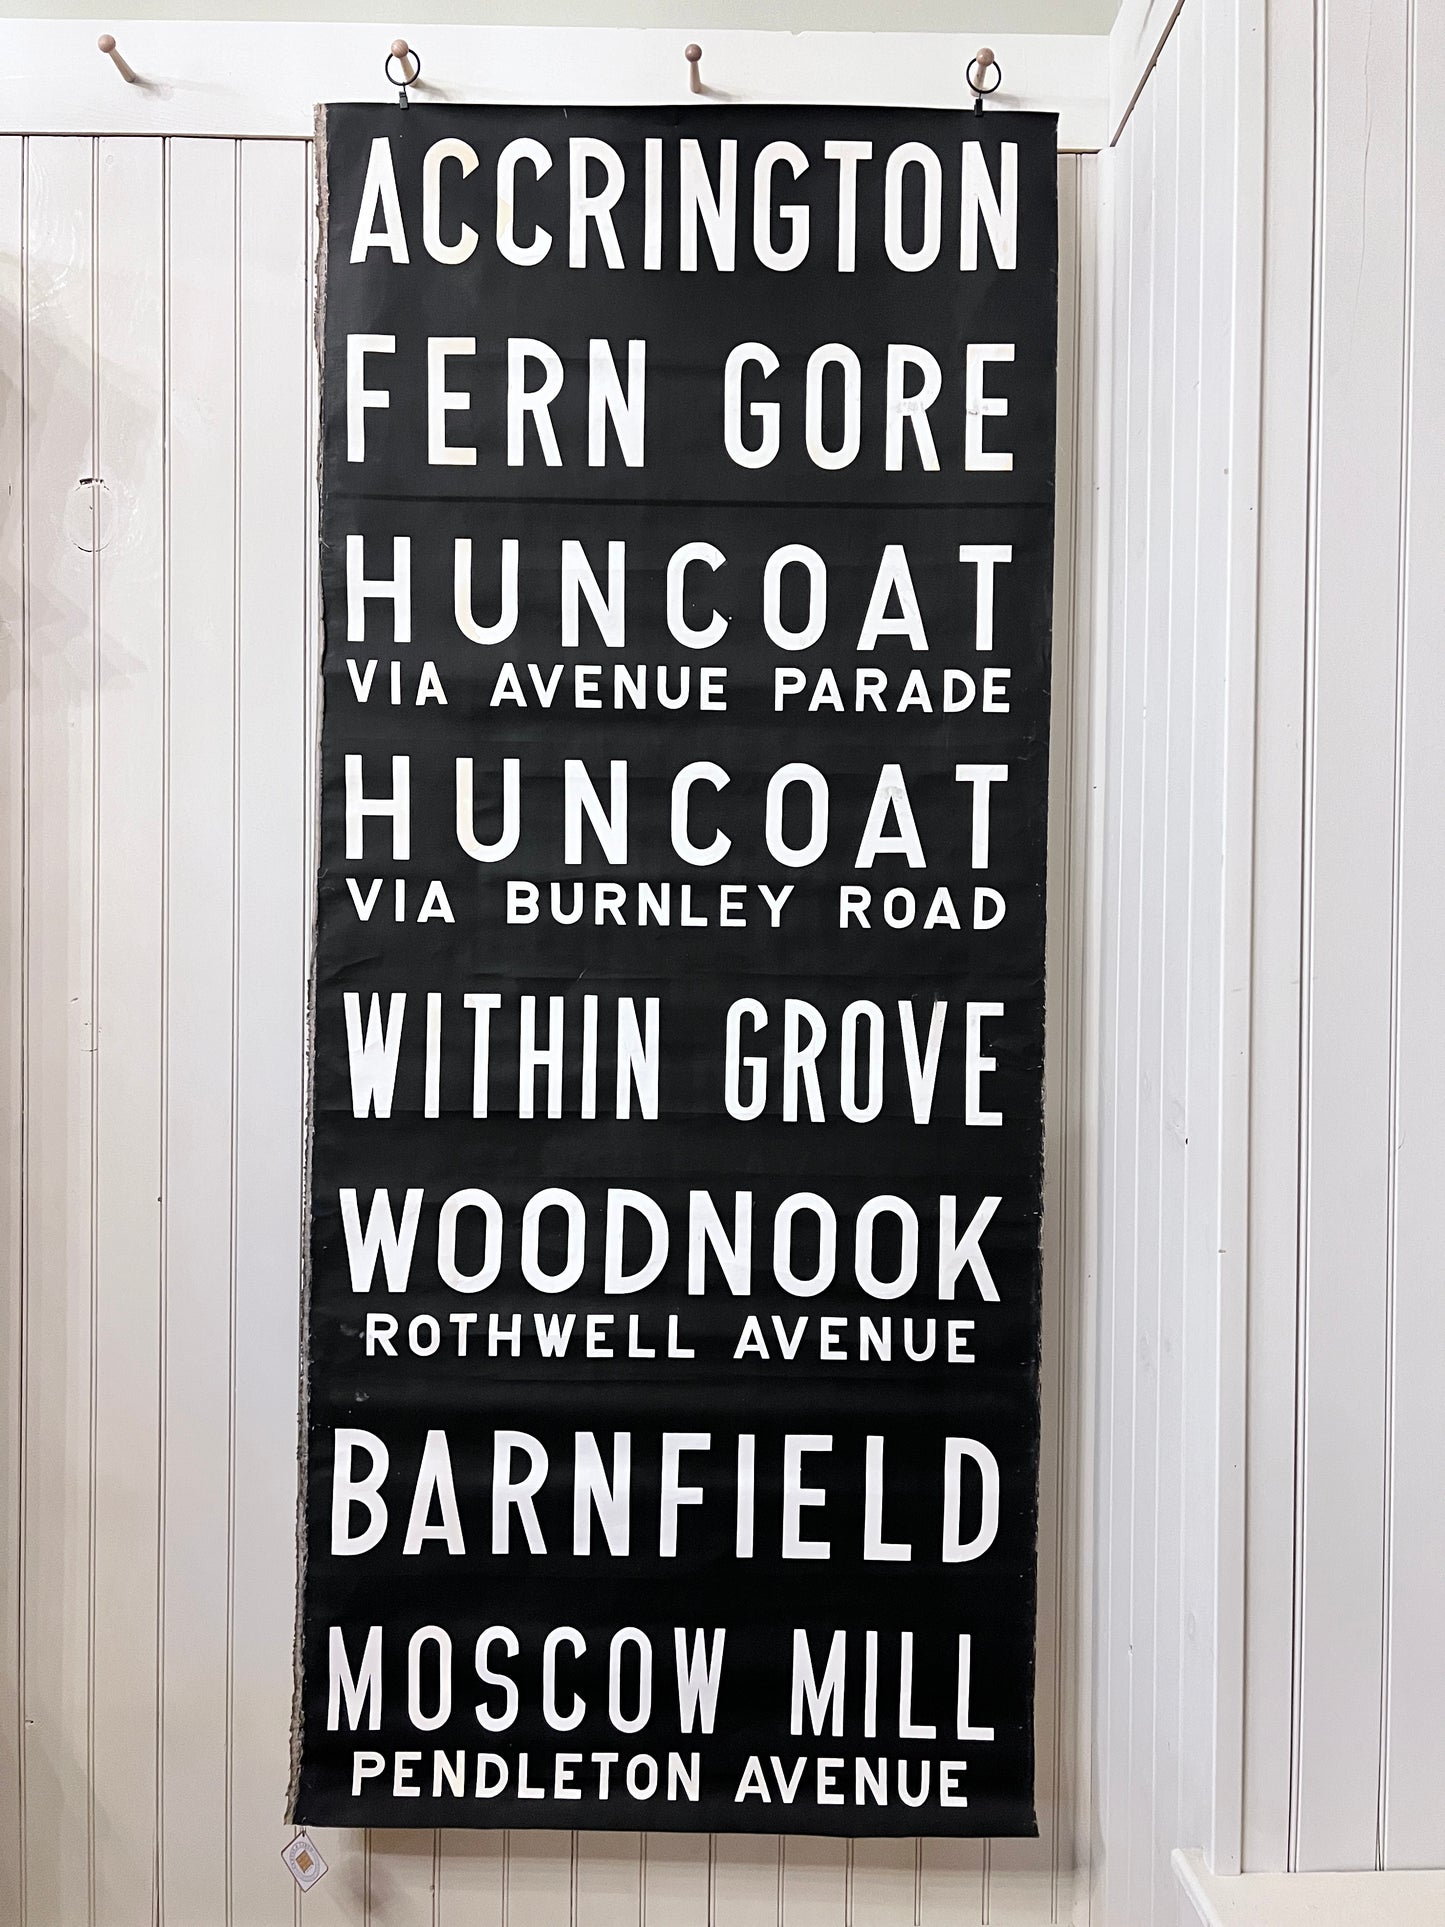 ACCRINGTON
FERN GORE
HUNCOAT
VIA AVENUE PARADE
HUNCOAT
VIA BURNLEY ROAD
WITHIN GROVE
WOODNOOK
ROTHWELL AVENUE
BARNFIELD
MOSCOW MILL
PENDLETON AVENUE